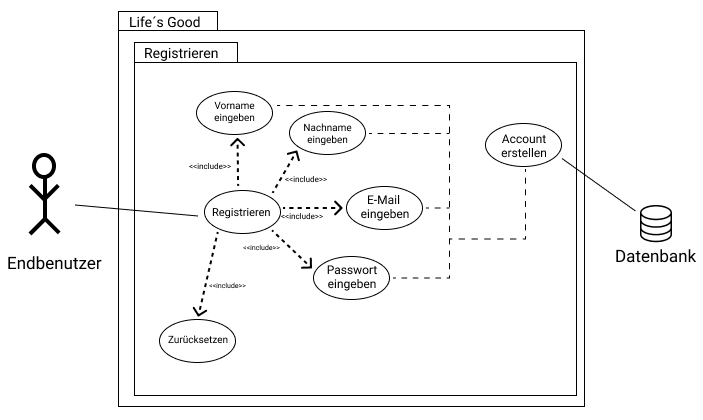 Life´s Good
Registrieren
Vorname
eingeben
Nachname
eingeben
Account
erstellen
<<include>>
<<include>>
E-Mail
eingeben
Registrieren
<<include>>
<<include>>
Passwort
eingeben
<<include>>
Zurücksetzen
Endbenutzer
Datenbank